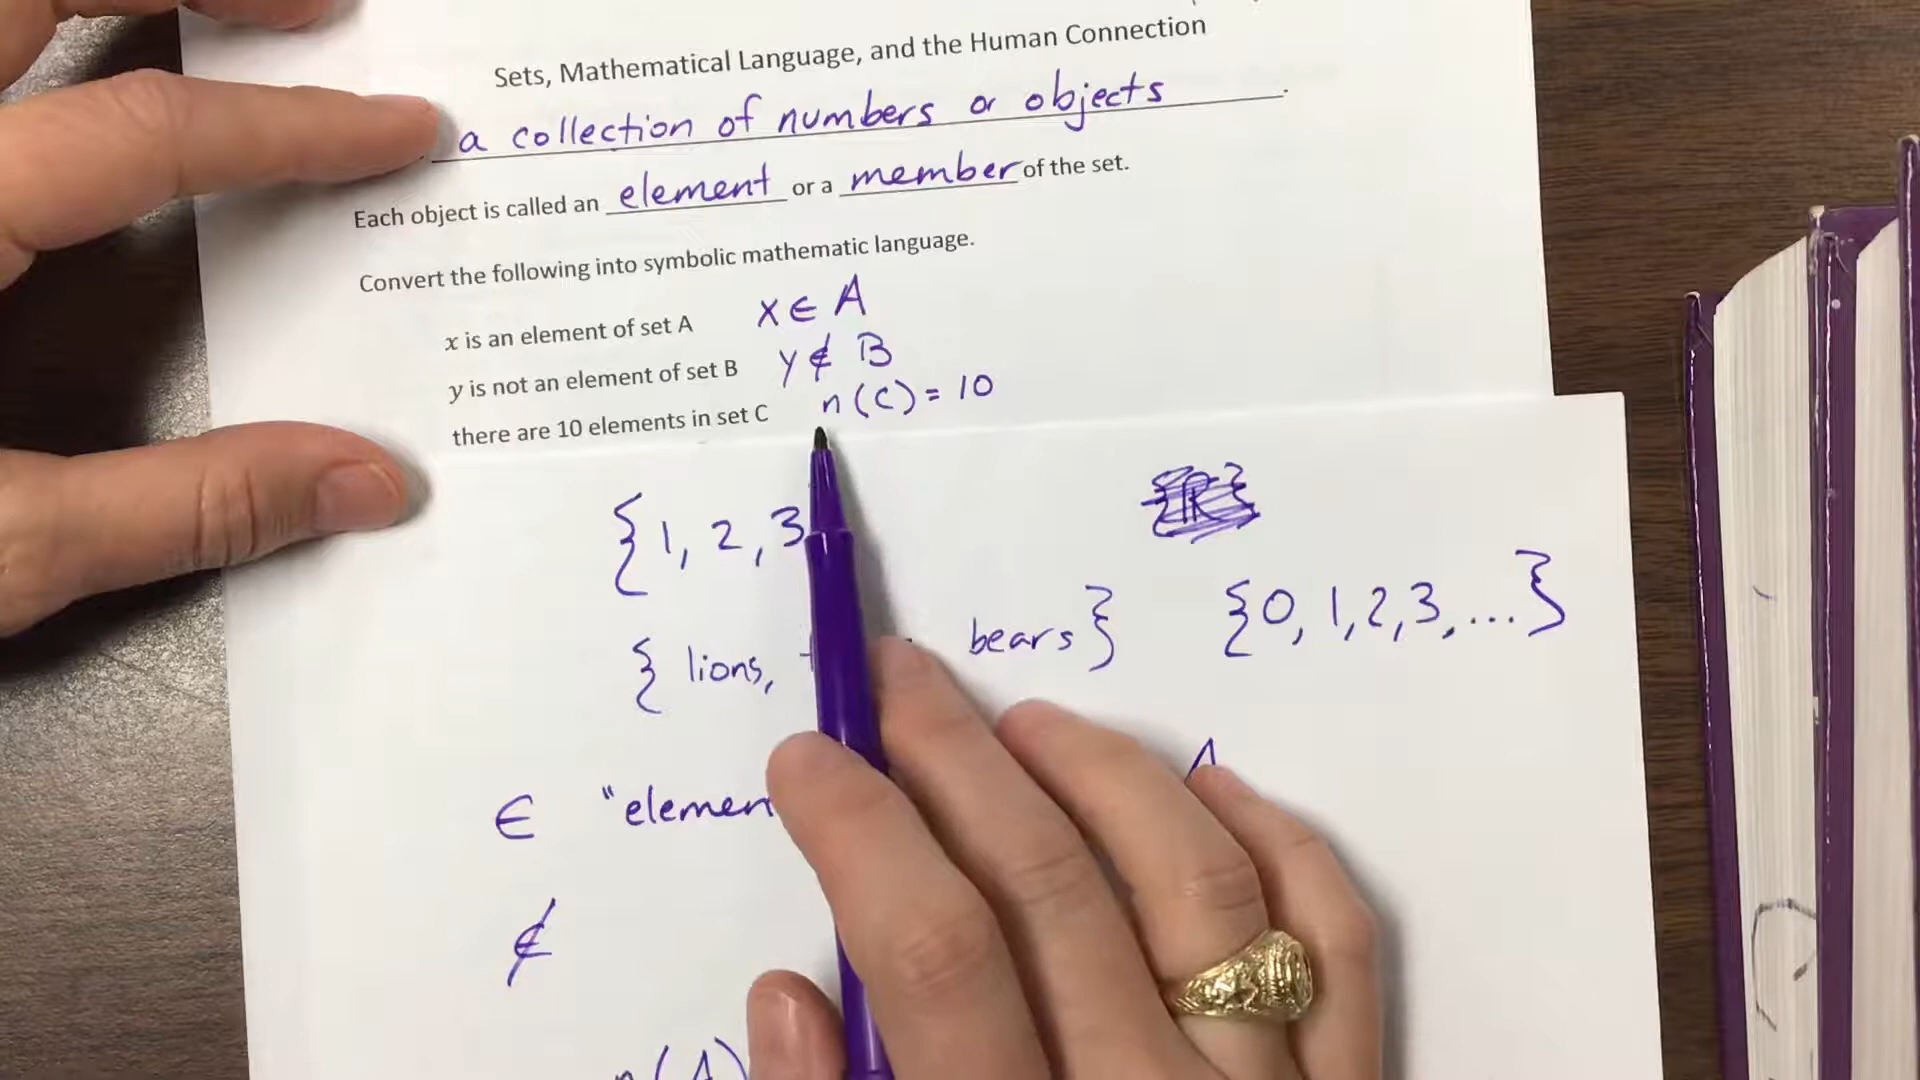 Sets, Mathematical Language, and the Human Connection
a collection of numbers or objects.
Each object is called an element or a member of the set.
Convert the following into symbolic mathematic language.
x is an element of set A x ∈ A
y is not an element of set B y ∉ B
there are 10 elements in set C n(C) = 10
{1, 2, 3
{ lions, bears}
{0, 1, 2, 3, ...}
∈ "elemen
∉
n(A)